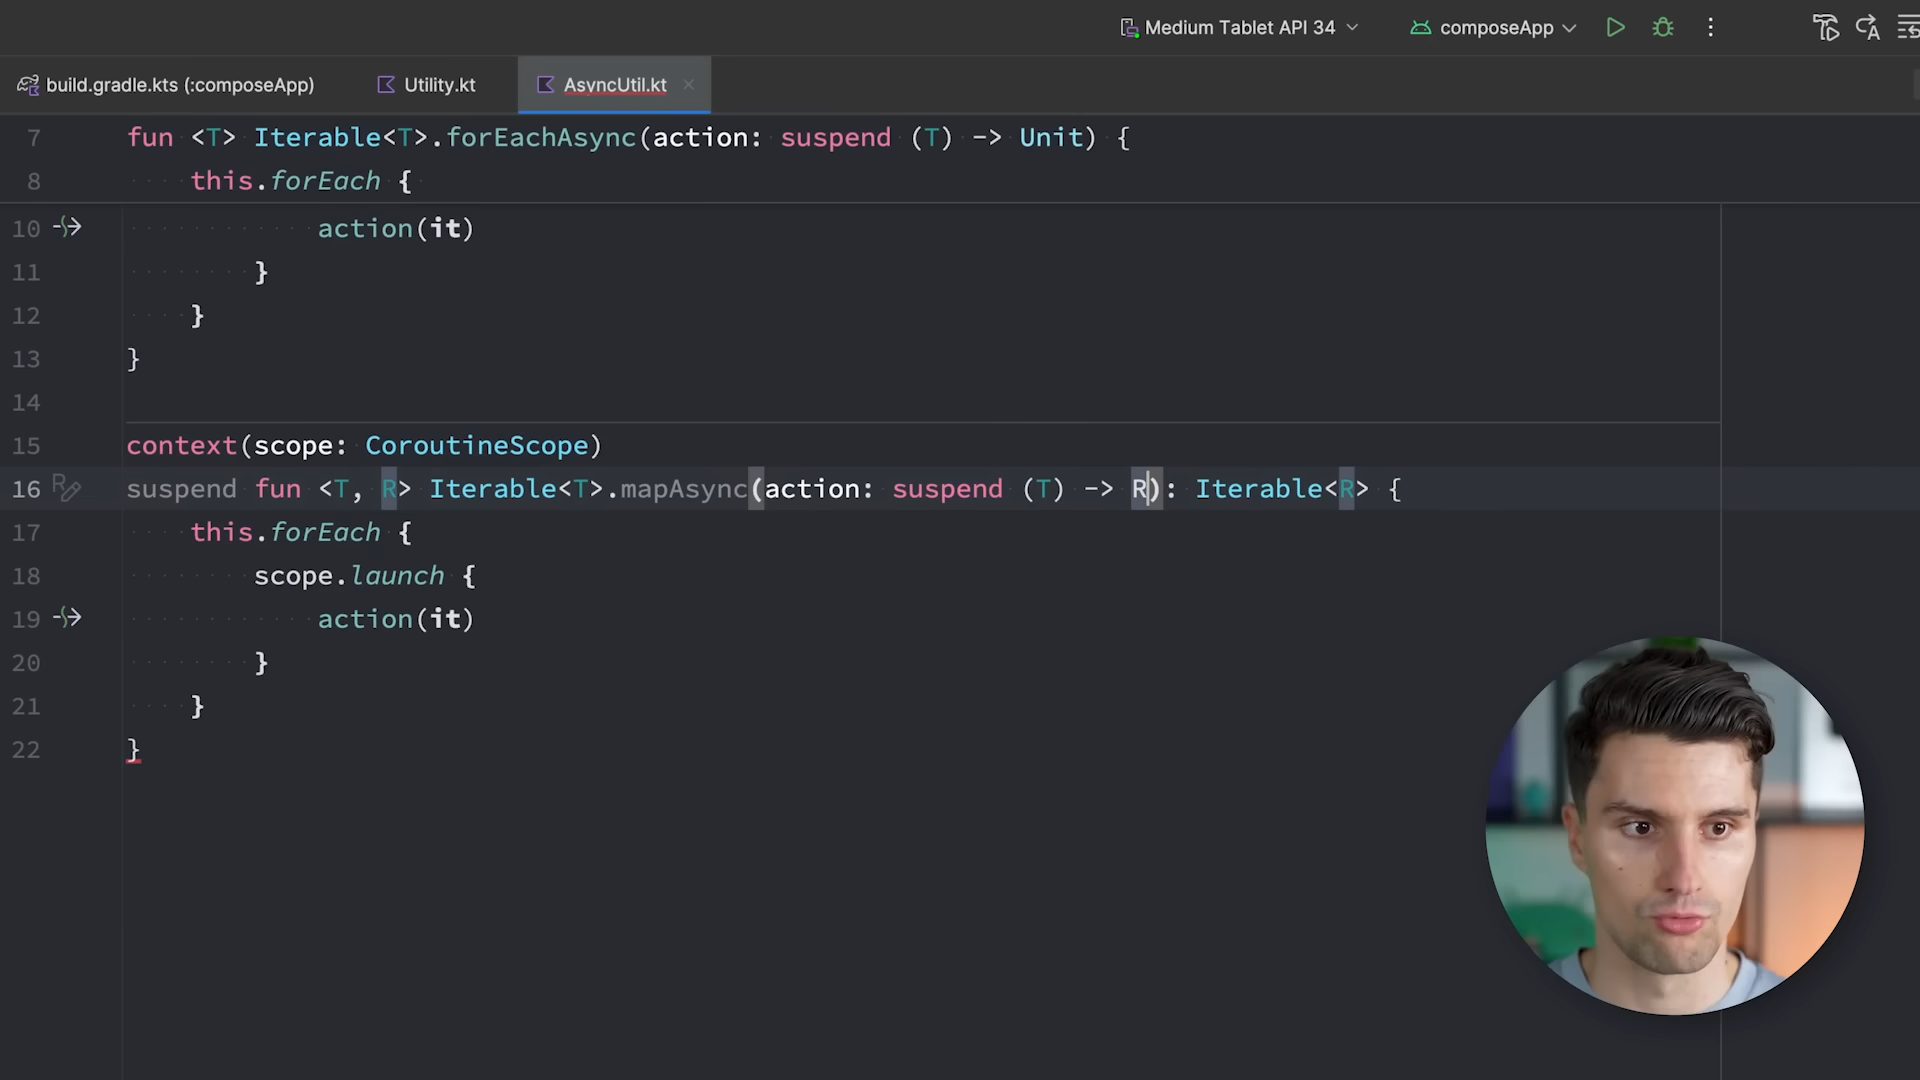 Medium Tablet API 34 composeApp
build.gradle.kts (:composeApp) Utility.kt AsyncUtil.kt
7 fun <T> Iterable<T>.forEachAsync(action: suspend (T) -> Unit) {
8 this.forEach {
10 action(it)
11 }
12 }
13 }
14
15 context(scope: CoroutineScope)
16 suspend fun <T, R> Iterable<T>.mapAsync(action: suspend (T) -> R): Iterable<R> {
17 this.forEach {
18 scope.launch {
19 action(it)
20 }
21 }
22 }